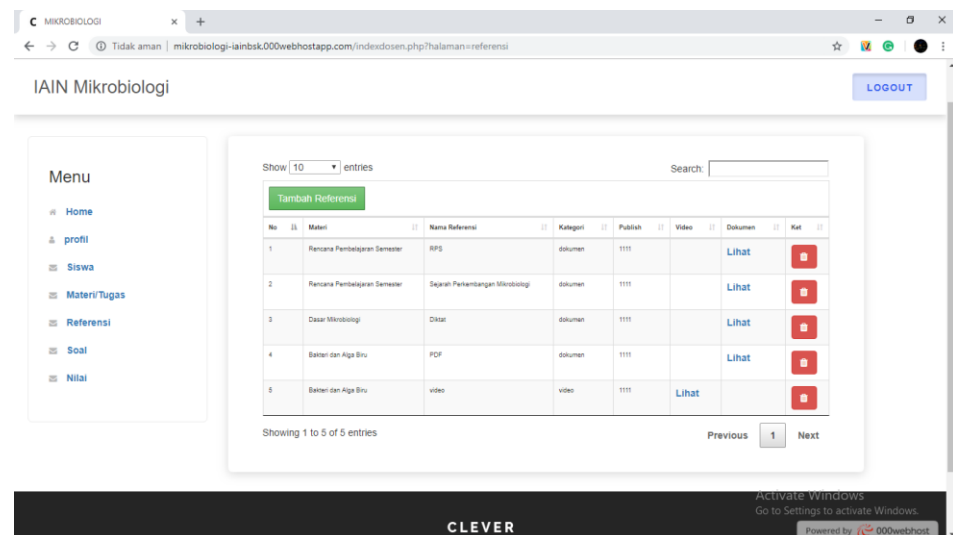 MIKROBIOLOGI
Tidak aman | mikrobiologi-iainbsk.000webhostapp.com/indexdosen.php?halaman=referensi
IAIN Mikrobiologi
LOGOUT
Menu
Home
profil
Siswa
Materi/Tugas
Referensi
Soal
Nilai
Show 10 entries
Search:
Tambah Referensi
No Materi Nama Referensi Kategori Publish Video Dokumen Ket
1 Rencana Pembelajaran Semester RPS dokumen 1111 Lihat
2 Rencana Pembelajaran Semester Sejarah Perkembangan Mikrobiologi dokumen 1111 Lihat
3 Dasar Mikrobiologi Diktat dokumen 1111 Lihat
4 Bakteri dan Alga Biru PDF dokumen 1111 Lihat
5 Bakteri dan Alga Biru video video 1111 Lihat
Showing 1 to 5 of 5 entries
Previous 1 Next
Activate Windows
Go to Settings to activate Windows.
CLEVER
Powered by 000webhost